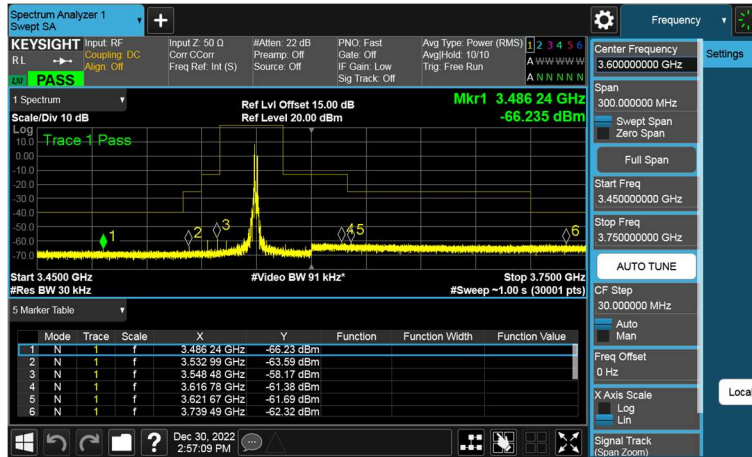 Spectrum Analyzer 1
Swept SA
Frequency
KEYSIGHT
RL
LXI PASS
Input: RF
Coupling: DC
Align: Off
Input Z: 50 Ω
Corr CCorr
Freq Ref: Int (S)
#Atten: 22 dB
Preamp: Off
Source: Off
PNO: Fast
Gate: Off
IF Gain: Low
Sig Track: Off
Avg Type: Power (RMS)
Avg|Hold: 10/10
Trig: Free Run
1 2 3 4 5 6
A W W W W W
A N N N N N
1 Spectrum
Scale/Div 10 dB
Ref Lvl Offset 15.00 dB
Ref Level 20.00 dBm
Mkr1 3.486 24 GHz
-66.235 dBm
Log
Trace 1 Pass
10.0
0.00
-10.0
-20.0
-30.0
-40.0
-50.0
-60.0
-70.0
1
2
3
4
5
6
Start 3.4500 GHz
#Res BW 30 kHz
#Video BW 91 kHz*
Stop 3.7500 GHz
#Sweep ~1.00 s (30001 pts)
5 Marker Table
Mode Trace Scale X Y Function Function Width Function Value
1 N 1 f 3.486 24 GHz -66.23 dBm
2 N 1 f 3.532 99 GHz -63.59 dBm
3 N 1 f 3.548 48 GHz -58.17 dBm
4 N 1 f 3.616 78 GHz -61.38 dBm
5 N 1 f 3.621 67 GHz -61.69 dBm
6 N 1 f 3.739 49 GHz -62.32 dBm
Dec 30, 2022
2:57:09 PM
Center Frequency
3.600000000 GHz
Settings
Span
300.000000 MHz
Swept Span
Zero Span
Full Span
Start Freq
3.450000000 GHz
Stop Freq
3.750000000 GHz
AUTO TUNE
CF Step
30.000000 MHz
Auto
Man
Freq Offset
0 Hz
X Axis Scale
Log
Lin
Local
Signal Track
(Span Zoom)